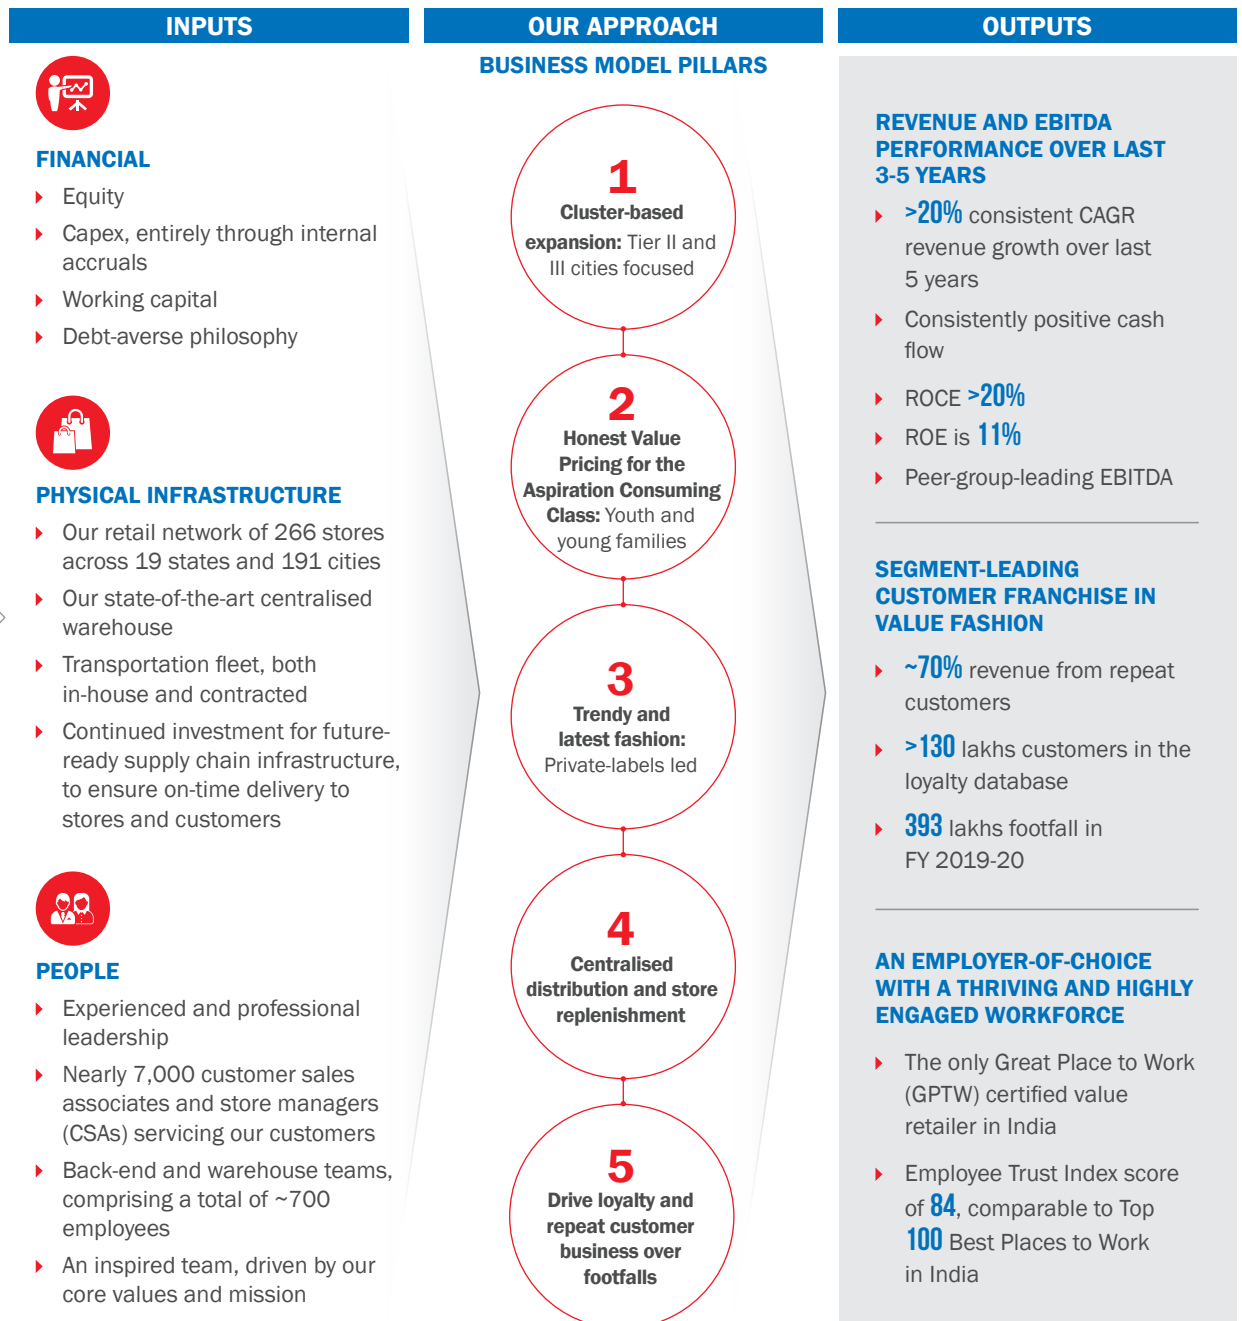 INPUTS
FINANCIAL
Equity
Capex, entirely through internal
accruals
Working capital
Debt-averse philosophy
PHYSICAL INFRASTRUCTURE
Our retail network of 266 stores
across 19 states and 191 cities
Our state-of-the-art centralised
warehouse
Transportation fleet, both
in-house and contracted
Continued investment for future-
ready supply chain infrastructure,
to ensure on-time delivery to
stores and customers
PEOPLE
Experienced and professional
leadership
Nearly 7,000 customer sales
associates and store managers
(CSAs) servicing our customers
Back-end and warehouse teams,
comprising a total of ~700
employees
An inspired team, driven by our
core values and mission
OUR APPROACH
BUSINESS MODEL PILLARS
1
Cluster-based
expansion: Tier II and
III cities focused
2
Honest Value
Pricing for the
Aspiration Consuming
Class: Youth and
young families
3
Trendy and
latest fashion:
Private-labels led
4
Centralised
distribution and store
replenishment
5
Drive loyalty and
repeat customer
business over
footfalls
OUTPUTS
REVENUE AND EBITDA
PERFORMANCE OVER LAST
3-5 YEARS
>20% consistent CAGR
revenue growth over last
5 years
Consistently positive cash
flow
ROCE >20%
ROE is 11%
Peer-group-leading EBITDA
SEGMENT-LEADING
CUSTOMER FRANCHISE IN
VALUE FASHION
~70% revenue from repeat
customers
>130 lakhs customers in the
loyalty database
393 lakhs footfall in
FY 2019-20
AN EMPLOYER-OF-CHOICE
WITH A THRIVING AND HIGHLY
ENGAGED WORKFORCE
The only Great Place to Work
(GPTW) certified value
retailer in India
Employee Trust Index score
of 84, comparable to Top
100 Best Places to Work
in India